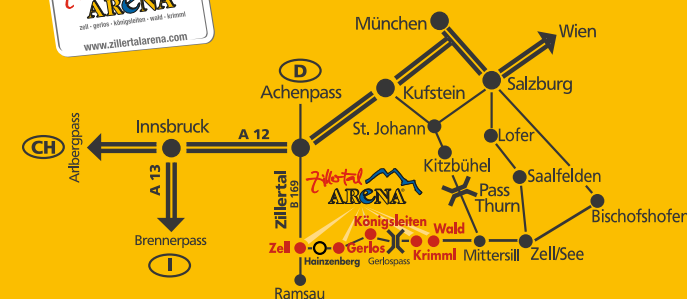 ARENA
zell - gerlos - königsleiten - wald - krimml
www.zillertalarena.com
München
Wien
D
Achenpass
Kufstein
Salzburg
Innsbruck
A 12
St. Johann
Lofer
CH
Arlbergpass
A 13
Zillertal
B 169
Zillertal
ARENA
Kitzbühel
Pass
Thurn
Saalfelden
Bischofshofen
Königsleiten
Wald
Brennerpass
Zell
Hainzenberg
Gerlos
Gerlospass
Krimml
Mittersill
Zell/See
I
Ramsau